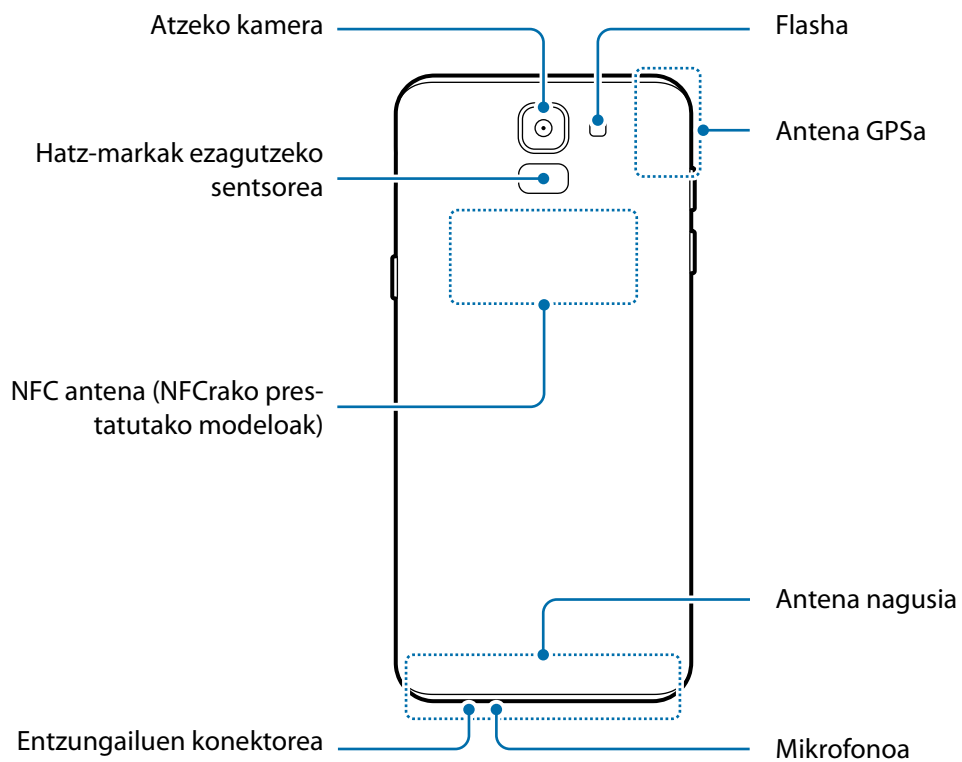 Atzeko kamera
Flasha
Antena GPSa
Hatz-markak ezagutzeko
sentsorea
NFC antena (NFCrako pres-
tatutako modeloak)
Antena nagusia
Entzungailuen konektorea
Mikrofonoa